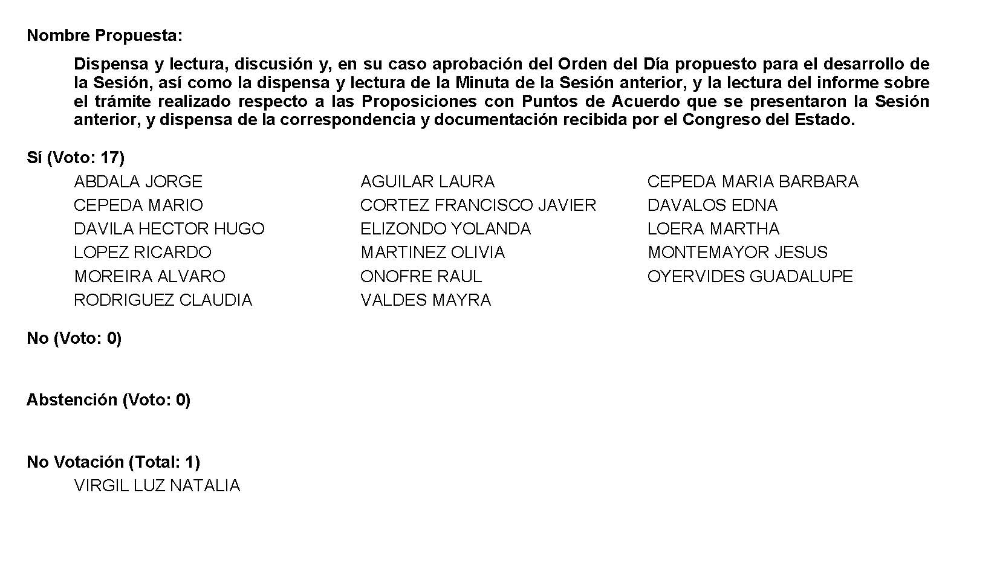 Nombre Propuesta:
Dispensa y lectura, discusión y, en su caso aprobación del Orden del Día propuesto para el desarrollo de
la Sesión, así como la dispensa y lectura de la Minuta de la Sesión anterior, y la lectura del informe sobre
el trámite realizado respecto a las Proposiciones con Puntos de Acuerdo que se presentaron la Sesión
anterior, y dispensa de la correspondencia y documentación recibida por el Congreso del Estado.
Sí (Voto: 17)
ABDALA JORGE AGUILAR LAURA CEPEDA MARIA BARBARA
CEPEDA MARIO CORTEZ FRANCISCO JAVIER DAVALOS EDNA
DAVILA HECTOR HUGO ELIZONDO YOLANDA LOERA MARTHA
LOPEZ RICARDO MARTINEZ OLIVIA MONTEMAYOR JESUS
MOREIRA ALVARO ONOFRE RAUL OYERVIDES GUADALUPE
RODRIGUEZ CLAUDIA VALDES MAYRA
No (Voto: 0)
Abstención (Voto: 0)
No Votación (Total: 1)
VIRGIL LUZ NATALIA